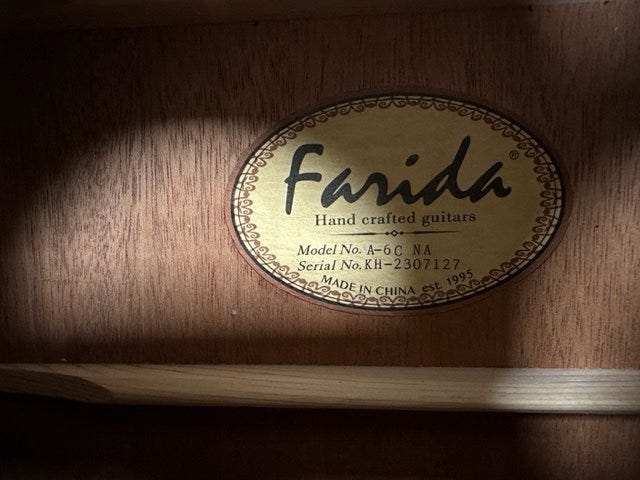 Farida®
Hand crafted guitars
Model No. A-6C NA
Serial No. KH-2307127
MADE IN CHINA est. 1995